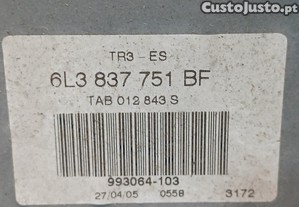 CustoJusto.pt
TR3 - ES
6L3 837 751 BF
TAB 012 843 S
993064-103
27/04/05 0558 3172